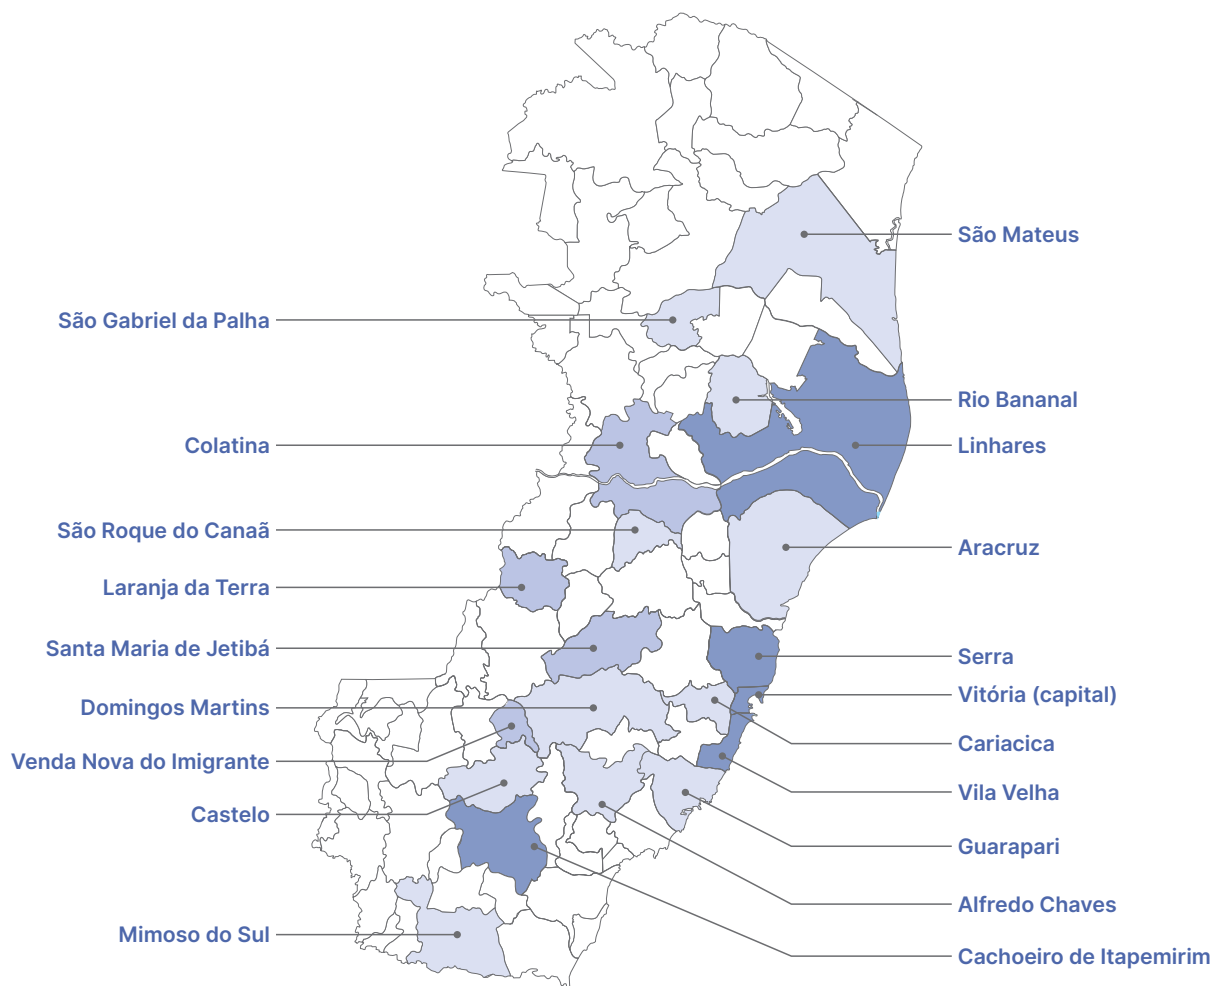 São Mateus
São Gabriel da Palha
Rio Bananal
Colatina
Linhares
São Roque do Canaã
Aracruz
Laranja da Terra
Santa Maria de Jetibá
Serra
Vitória (capital)
Domingos Martins
Cariacica
Venda Nova do Imigrante
Vila Velha
Castelo
Guarapari
Alfredo Chaves
Mimoso do Sul
Cachoeiro de Itapemirim